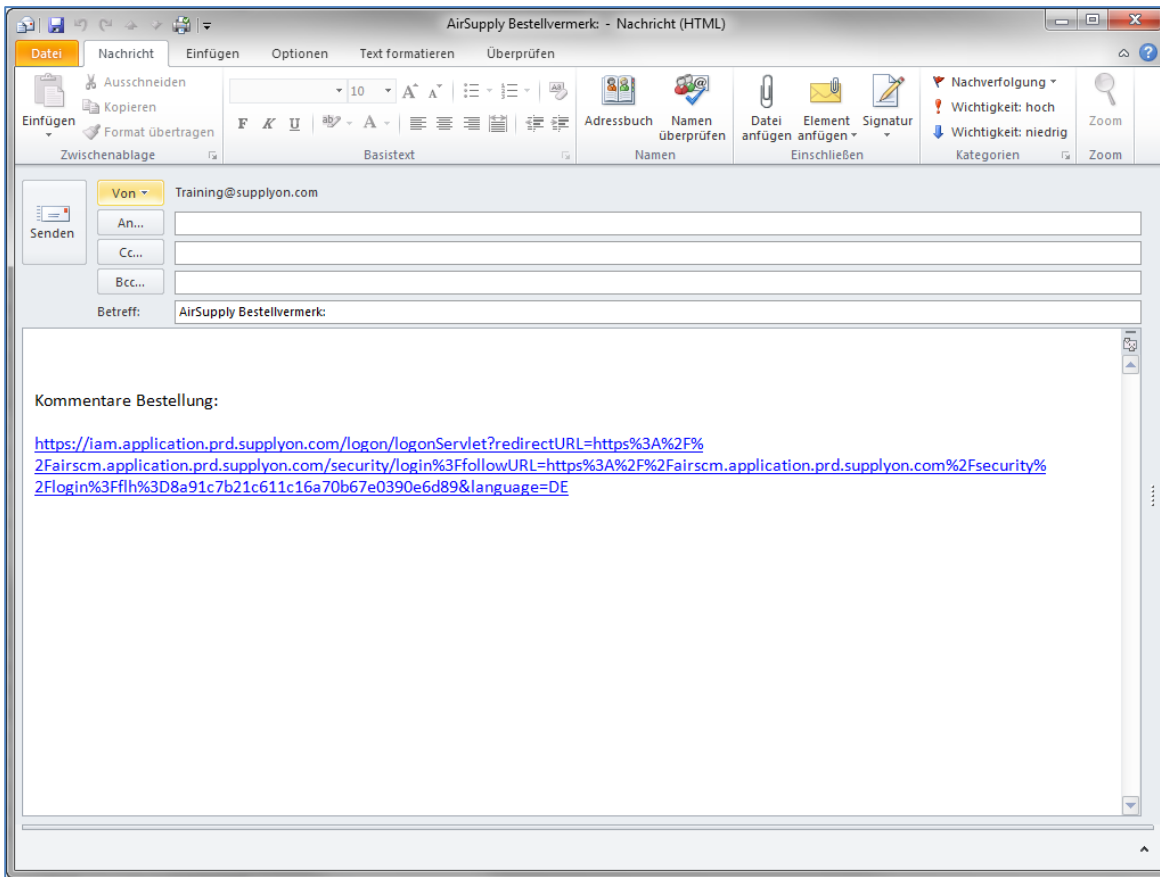 AirSupply Bestellvermerk: - Nachricht (HTML)
Datei Nachricht Einfügen Optionen Text formatieren Überprüfen
Einfügen
Ausschneiden
Kopieren
Format übertragen
Zwischenablage
10
F K U
Basistext
Adressbuch
Namen
überprüfen
Namen
Datei
anfügen
Element
anfügen
Signatur
Einschließen
Nachverfolgung
Wichtigkeit: hoch
Wichtigkeit: niedrig
Kategorien
Zoom
Zoom
Senden
Von Training@supplyon.com
An...
Cc...
Bcc...
Betreff: AirSupply Bestellvermerk:
Kommentare Bestellung:
https://iam.application.prd.supplyon.com/logon/logonServlet?redirectURL=https%3A%2F%
2Fairscm.application.prd.supplyon.com/security/login%3FfollowURL=https%3A%2F%2Fairscm.application.prd.supplyon.com%2Fsecurity%
2Flogin%3Fflh%3D8a91c7b21c611c16a70b67e0390e6d89&language=DE